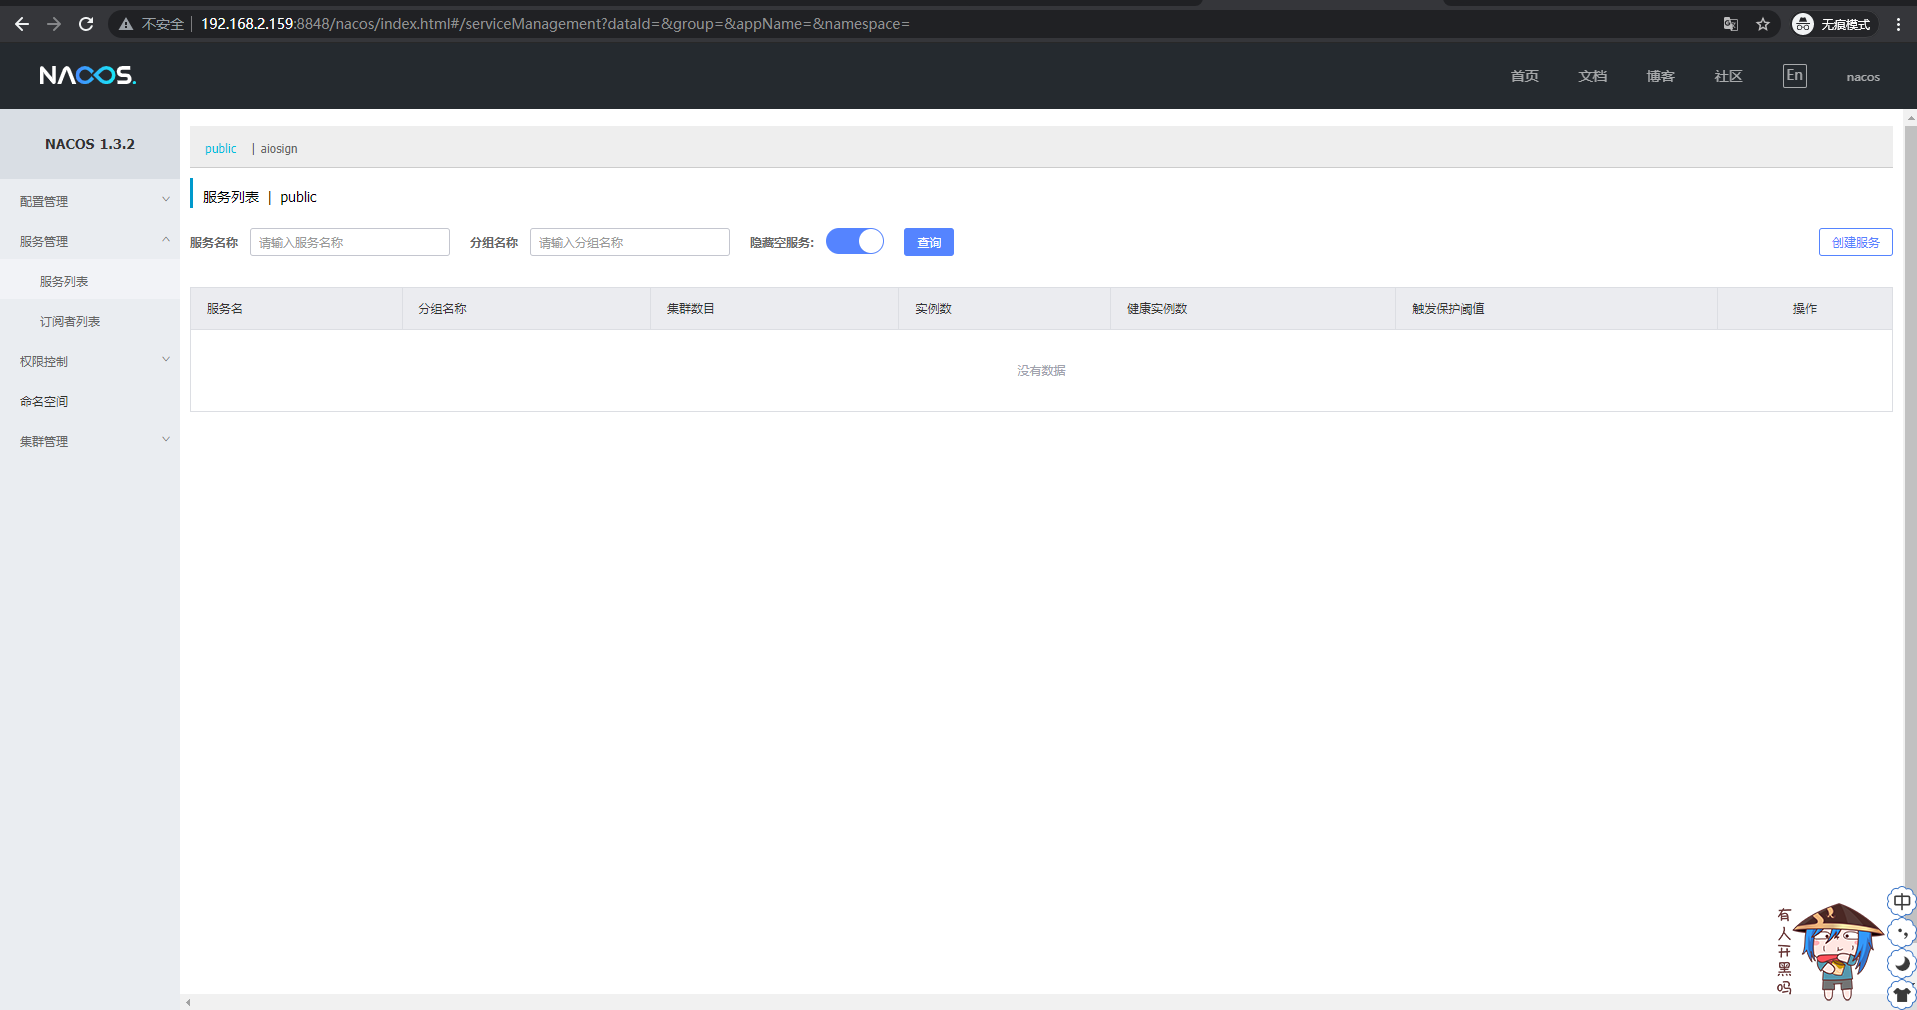 不安全 | 192.168.2.159:8848/nacos/index.html#/serviceManagement?dataId=&group=&appName=&namespace=
无痕模式
NACOS.
首页 文档 博客 社区 En nacos
NACOS 1.3.2
配置管理
服务管理
服务列表
订阅者列表
权限控制
命名空间
集群管理
public | aiosign
服务列表 | public
服务名称 请输入服务名称 分组名称 请输入分组名称 隐藏空服务: 查询 创建服务
服务名 分组名称 集群数目 实例数 健康实例数 触发保护阈值 操作
没有数据
有人开黑吗
中